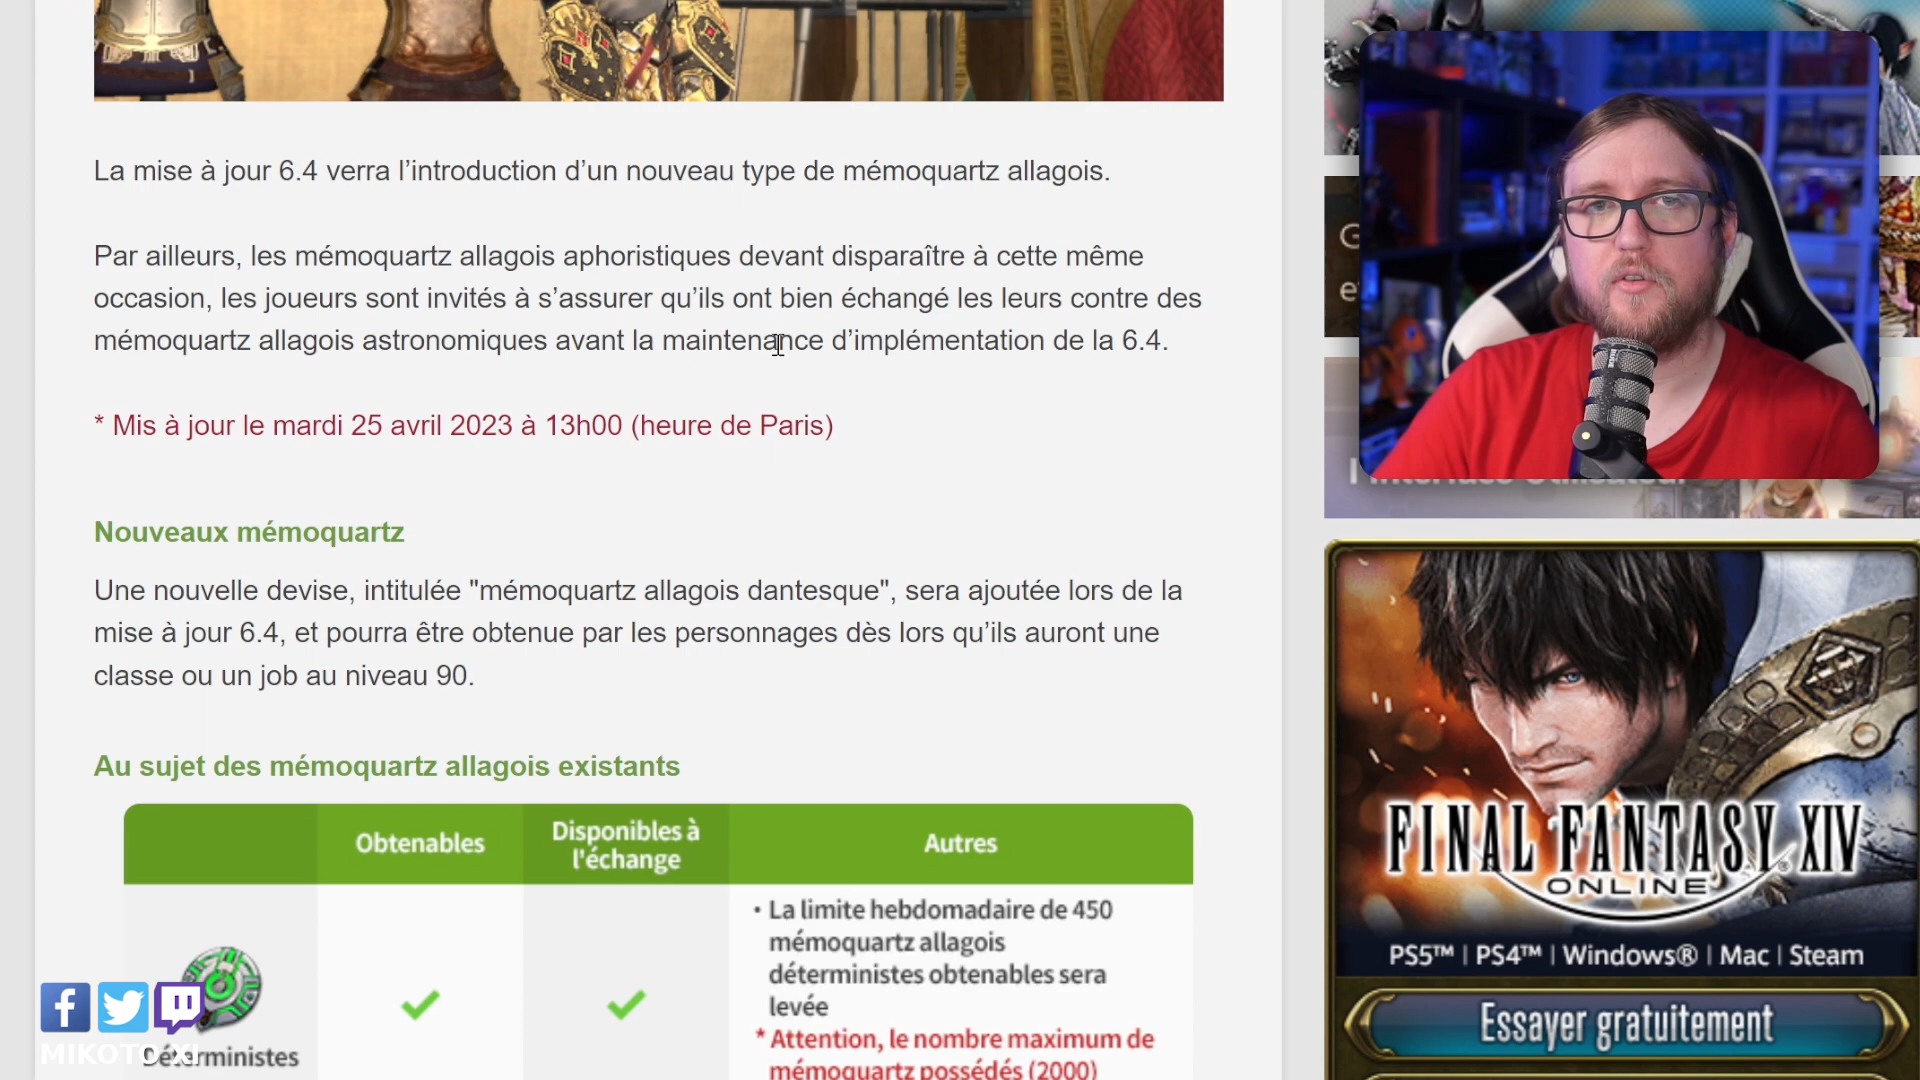 La mise à jour 6.4 verra l’introduction d’un nouveau type de mémoquartz allagois.
Par ailleurs, les mémoquartz allagois aphoristiques devant disparaître à cette même
occasion, les joueurs sont invités à s’assurer qu’ils ont bien échangé les leurs contre des
mémoquartz allagois astronomiques avant la maintenance d’implémentation de la 6.4.
* Mis à jour le mardi 25 avril 2023 à 13h00 (heure de Paris)
Nouveaux mémoquartz
Une nouvelle devise, intitulée "mémoquartz allagois dantesque", sera ajoutée lors de la
mise à jour 6.4, et pourra être obtenue par les personnages dès lors qu’ils auront une
classe ou un job au niveau 90.
Au sujet des mémoquartz allagois existants
Obtenables
Disponibles à
l'échange
Autres
• La limite hebdomadaire de 450
mémoquartz allagois
déterministes obtenables sera
levée
* Attention, le nombre maximum de
mémoquartz possédés (2000)
Déterministes
MIKOTO XI
FINAL FANTASY XIV
ONLINE
PS5™ | PS4™ | Windows® | Mac | Steam
Essayer gratuitement